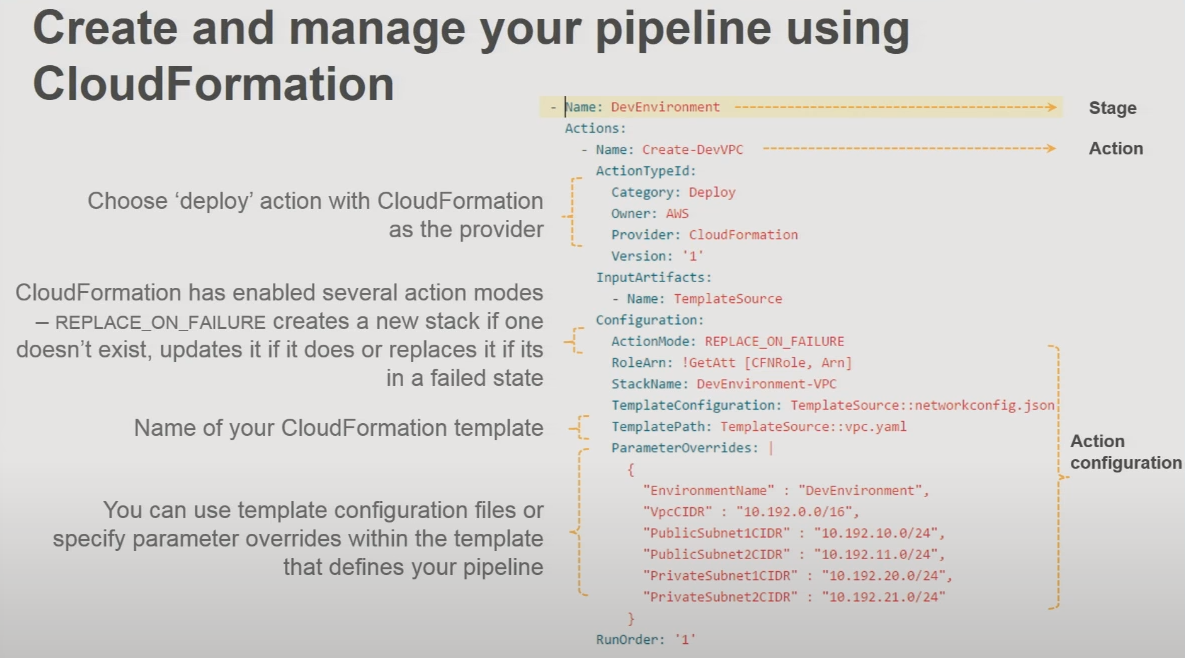 Create and manage your pipeline using
CloudFormation
- Name: DevEnvironment
Stage
Actions:
- Name: Create-DevVPC
Action
ActionTypeId:
Category: Deploy
Owner: AWS
Provider: CloudFormation
Version: '1'
Choose ‘deploy’ action with CloudFormation
as the provider
InputArtifacts:
- Name: TemplateSource
Configuration:
ActionMode: REPLACE_ON_FAILURE
RoleArn: !GetAtt [CFNRole, Arn]
StackName: DevEnvironment-VPC
TemplateConfiguration: TemplateSource::networkconfig.json
TemplatePath: TemplateSource::vpc.yaml
ParameterOverrides: |
{
"EnvironmentName" : "DevEnvironment",
"VpcCIDR" : "10.192.0.0/16",
"PublicSubnet1CIDR" : "10.192.10.0/24",
"PublicSubnet2CIDR" : "10.192.11.0/24",
"PrivateSubnet1CIDR" : "10.192.20.0/24",
"PrivateSubnet2CIDR" : "10.192.21.0/24"
}
RunOrder: '1'
CloudFormation has enabled several action modes
– REPLACE_ON_FAILURE creates a new stack if one
doesn’t exist, updates it if it does or replaces it if its
in a failed state
Name of your CloudFormation template
You can use template configuration files or
specify parameter overrides within the template
that defines your pipeline
Action
configuration